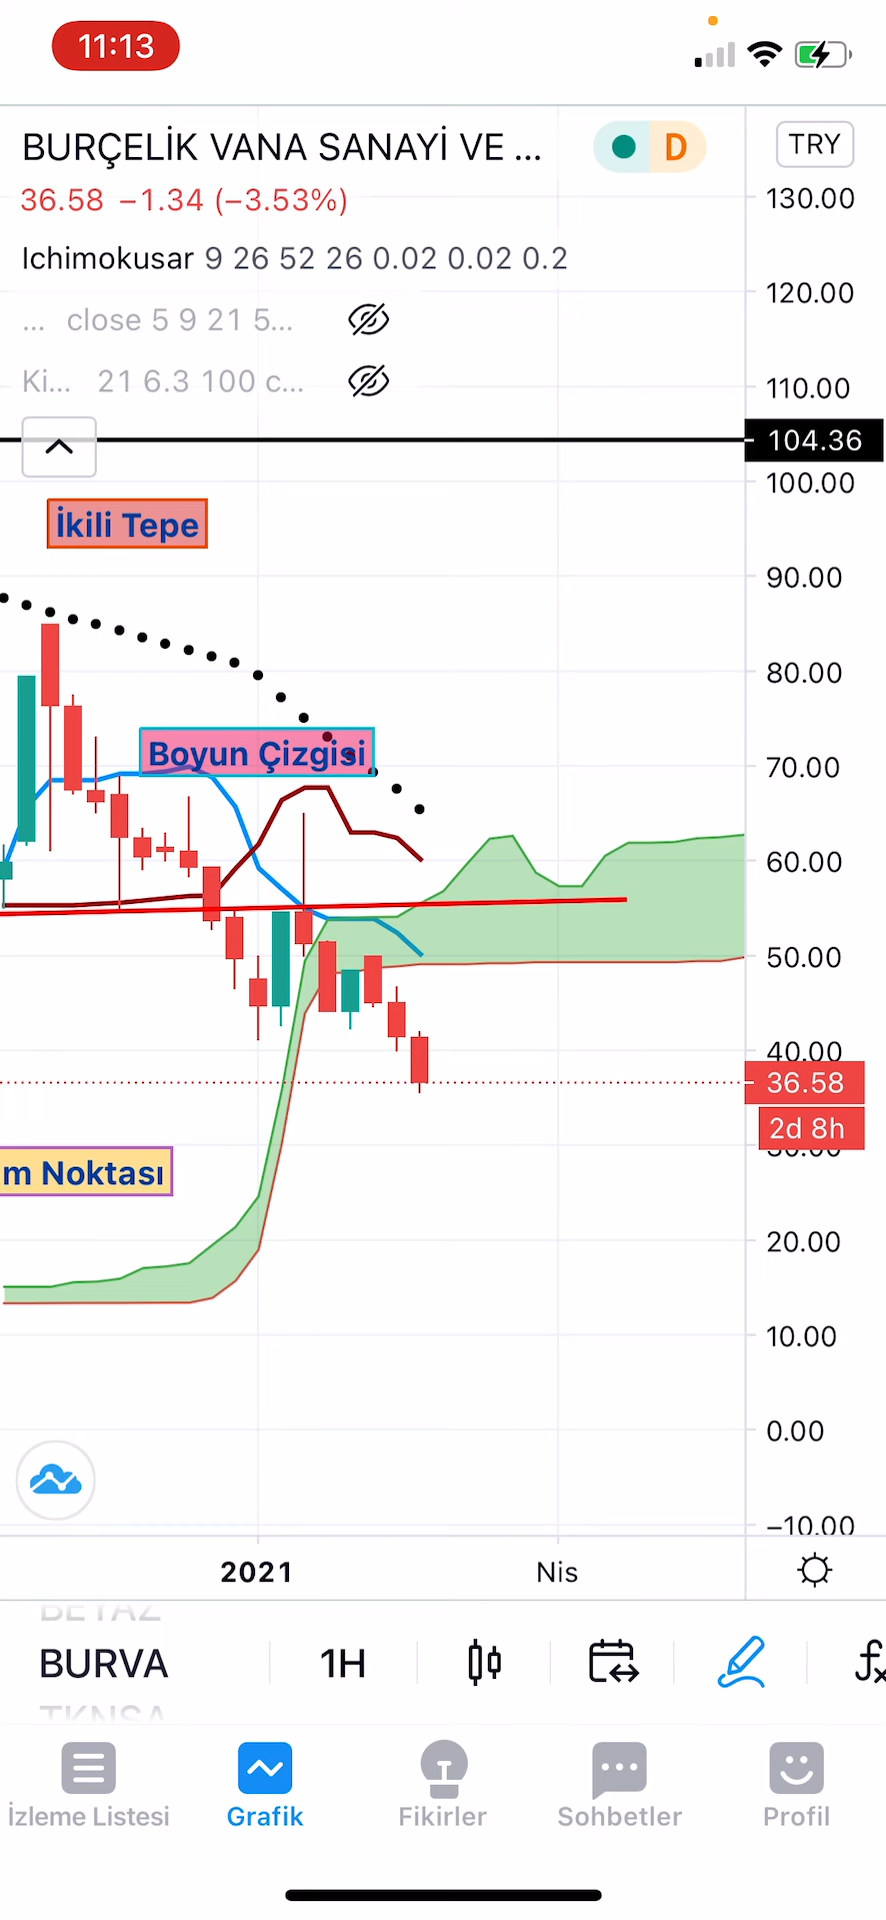 11:13
BURÇELİK VANA SANAYİ VE ...
D
TRY
36.58 −1.34 (−3.53%)
130.00
Ichimokusar 9 26 52 26 0.02 0.02 0.2
120.00
... close 5 9 21 5...
Ki... 21 6.3 100 c...
110.00
104.36
100.00
İkili Tepe
90.00
80.00
Boyun Çizgisi
70.00
60.00
50.00
40.00
36.58
2d 8h
30.00
m Noktası
20.00
10.00
0.00
−10.00
2021
Nis
BEYAZ
BURVA
1H
TKNSA
İzleme Listesi
Grafik
Fikirler
Sohbetler
Profil